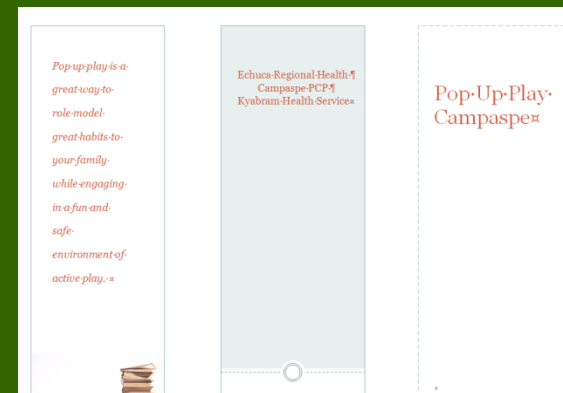 Pop-up-play-is-a-
great-way-to-
role-model-
great-habits-to-
your-family-
while-engaging-
in-a-fun-and-
safe-
environment-of-
active-play.-¤
Echuca·Regional·Health·¶
Campaspe·PCP·¶
Kyabram·Health·Service¤
Pop·Up·Play·
Campaspe¤